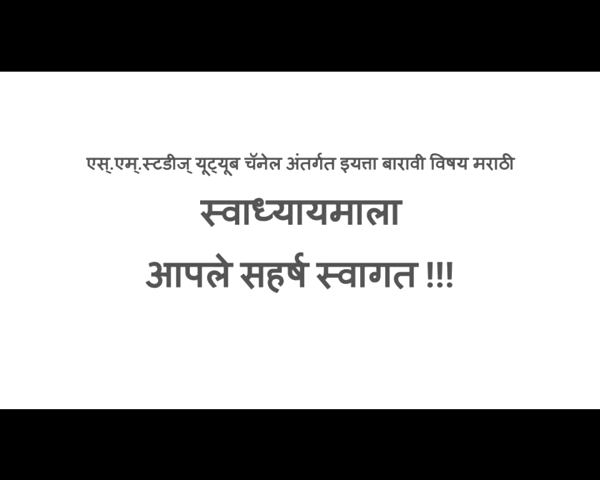 एस्.एम्.स्टडीज् यूट्यूब चॅनेल अंतर्गत इयत्ता बारावी विषय मराठी
स्वाध्यायमाला
आपले सहर्ष स्वागत !!!